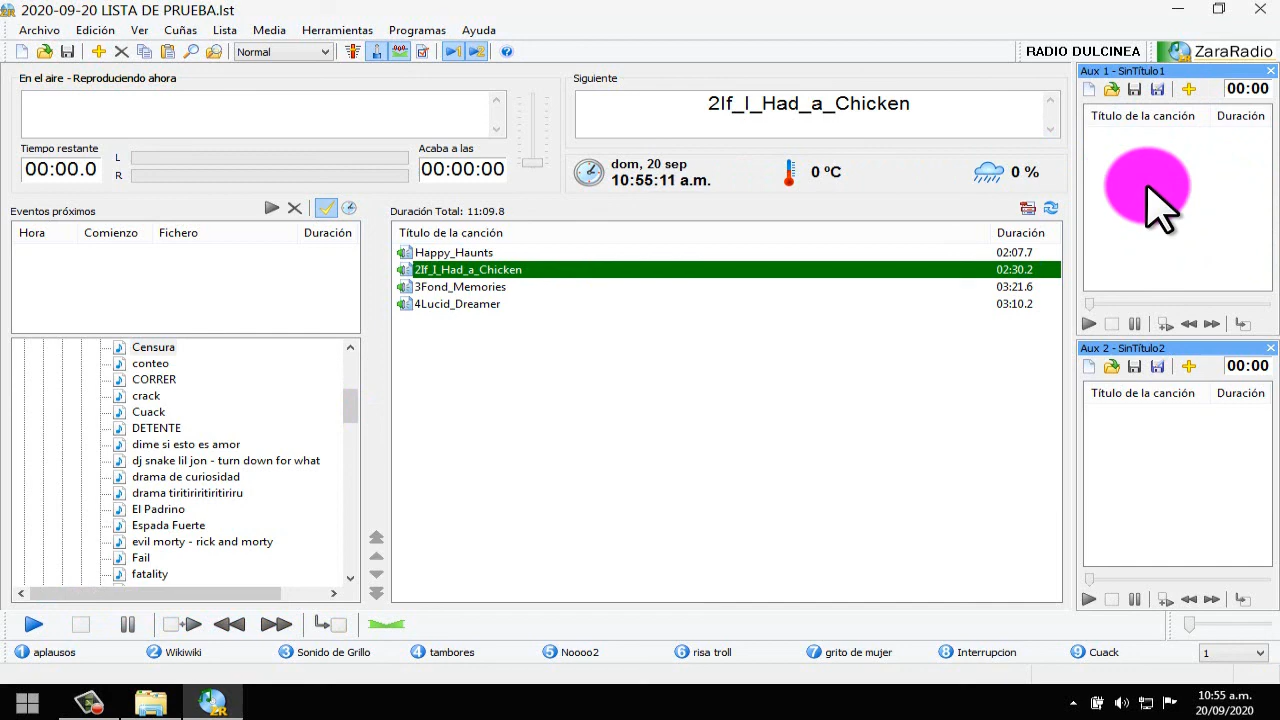 2020-09-20 LISTA DE PRUEBA.lst
Archivo Edición Ver Cuñas Lista Media Herramientas Programas Ayuda
Normal
RADIO DULCINEA ZaraRadio
En el aire - Reproduciendo ahora
Siguiente
2If_I_Had_a_Chicken
Tiempo restante
00:00.0
L
R
Acaba a las
00:00:00
dom, 20 sep
10:55:11 a.m.
0 ºC
0 %
Eventos próximos
Hora Comienzo Fichero Duración
Duración Total: 11:09.8
Título de la canción Duración
Happy_Haunts 02:07.7
2If_I_Had_a_Chicken 02:30.2
3Fond_Memories 03:21.6
4Lucid_Dreamer 03:10.2
Censura
conteo
CORRER
crack
Cuack
DETENTE
dime si esto es amor
dj snake lil jon - turn down for what
drama de curiosidad
drama tiritiriritiritiriru
El Padrino
Espada Fuerte
evil morty - rick and morty
Fail
fatality
Aux 1 - SinTítulo1
00:00
Título de la canción Duración
Aux 2 - SinTítulo2
00:00
Título de la canción Duración
1 aplausos 2 Wikiwiki 3 Sonido de Grillo 4 tambores 5 Noooo2 6 risa troll 7 grito de mujer 8 Interrupcion 9 Cuack 1
10:55 a.m.
20/09/2020